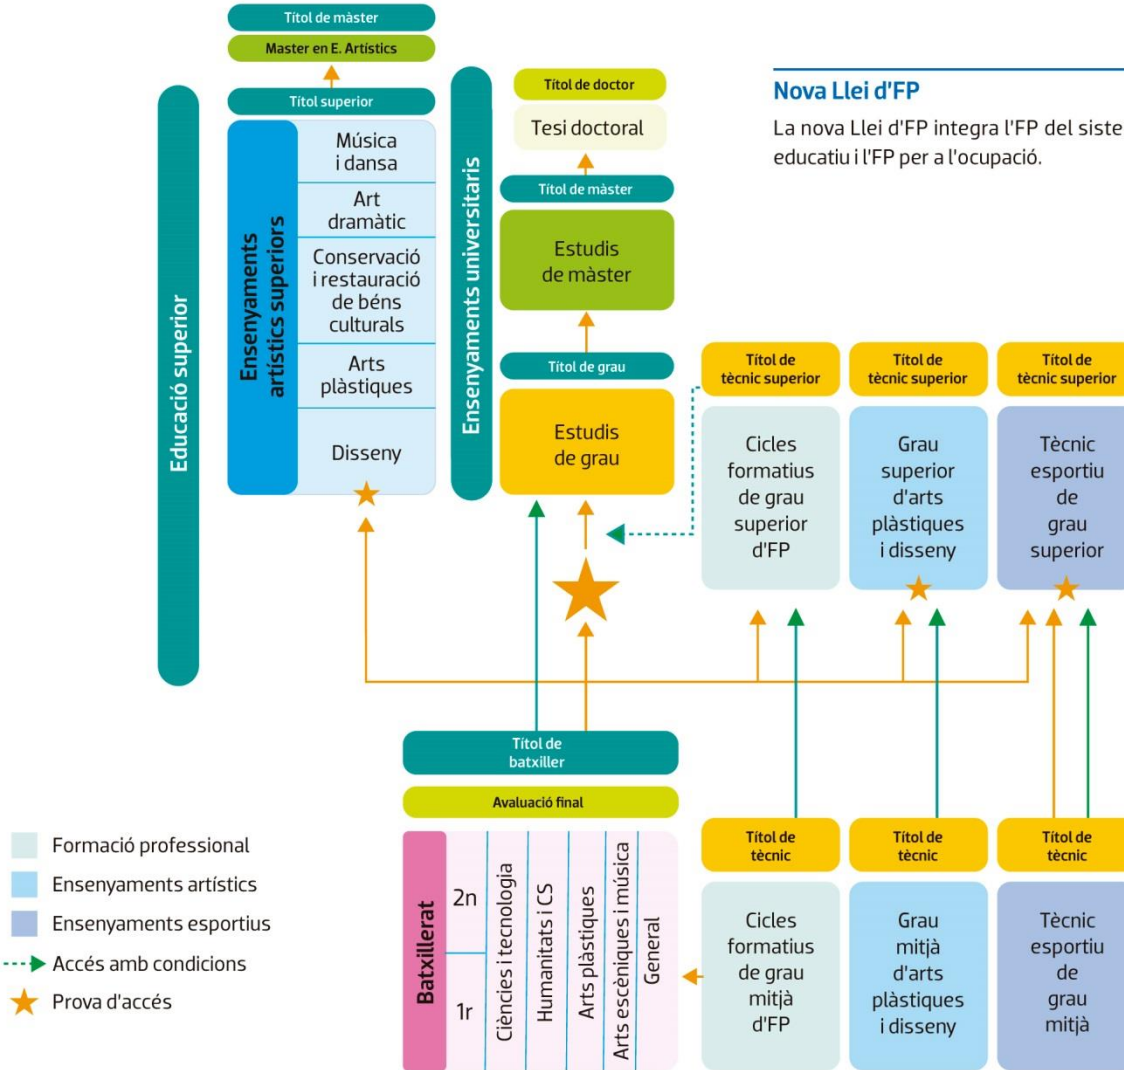 Títol de màster
Master en E. Artístics
Títol superior
Educació superior
Ensenyaments
artístics superiors
Música
i dansa
Art
dramàtic
Conservació
i restauració
de béns
culturals
Arts
plàstiques
Disseny
Ensenyaments universitaris
Títol de doctor
Tesi doctoral
Títol de màster
Estudis
de màster
Títol de grau
Estudis
de grau
Nova Llei d'FP
La nova Llei d'FP integra l'FP del siste
educatiu i l'FP per a l'ocupació.
Títol de
tècnic superior
Cicles
formatius
de grau
superior
d'FP
Títol de
tècnic superior
Grau
superior
d'arts
plàstiques
i disseny
Títol de
tècnic superior
Tècnic
esportiu
de
grau
superior
Títol de
batxiller
Avaluació final
Batxillerat
2n
1r
Ciències i tecnologia
Humanitats i CS
Arts plàstiques
Arts escèniques i música
General
Títol de
tècnic
Cicles
formatius
de grau
mitjà
d'FP
Títol de
tècnic
Grau
mitjà
d'arts
plàstiques
i disseny
Títol de
tècnic
Tècnic
esportiu
de
grau
mitjà
Formació professional
Ensenyaments artístics
Ensenyaments esportius
Accés amb condicions
Prova d'accés